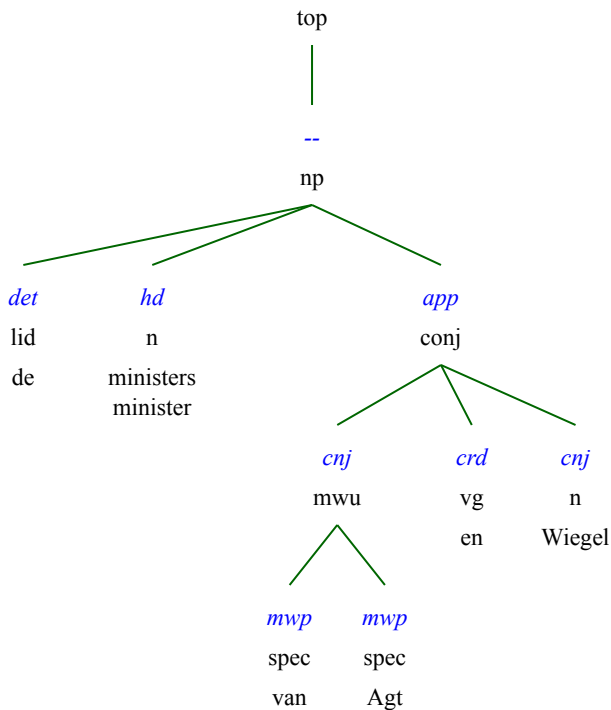 top
--
np
det hd app
lid n conj
de ministers
minister
cnj crd cnj
mwu vg n
en Wiegel
mwp mwp
spec spec
van Agt